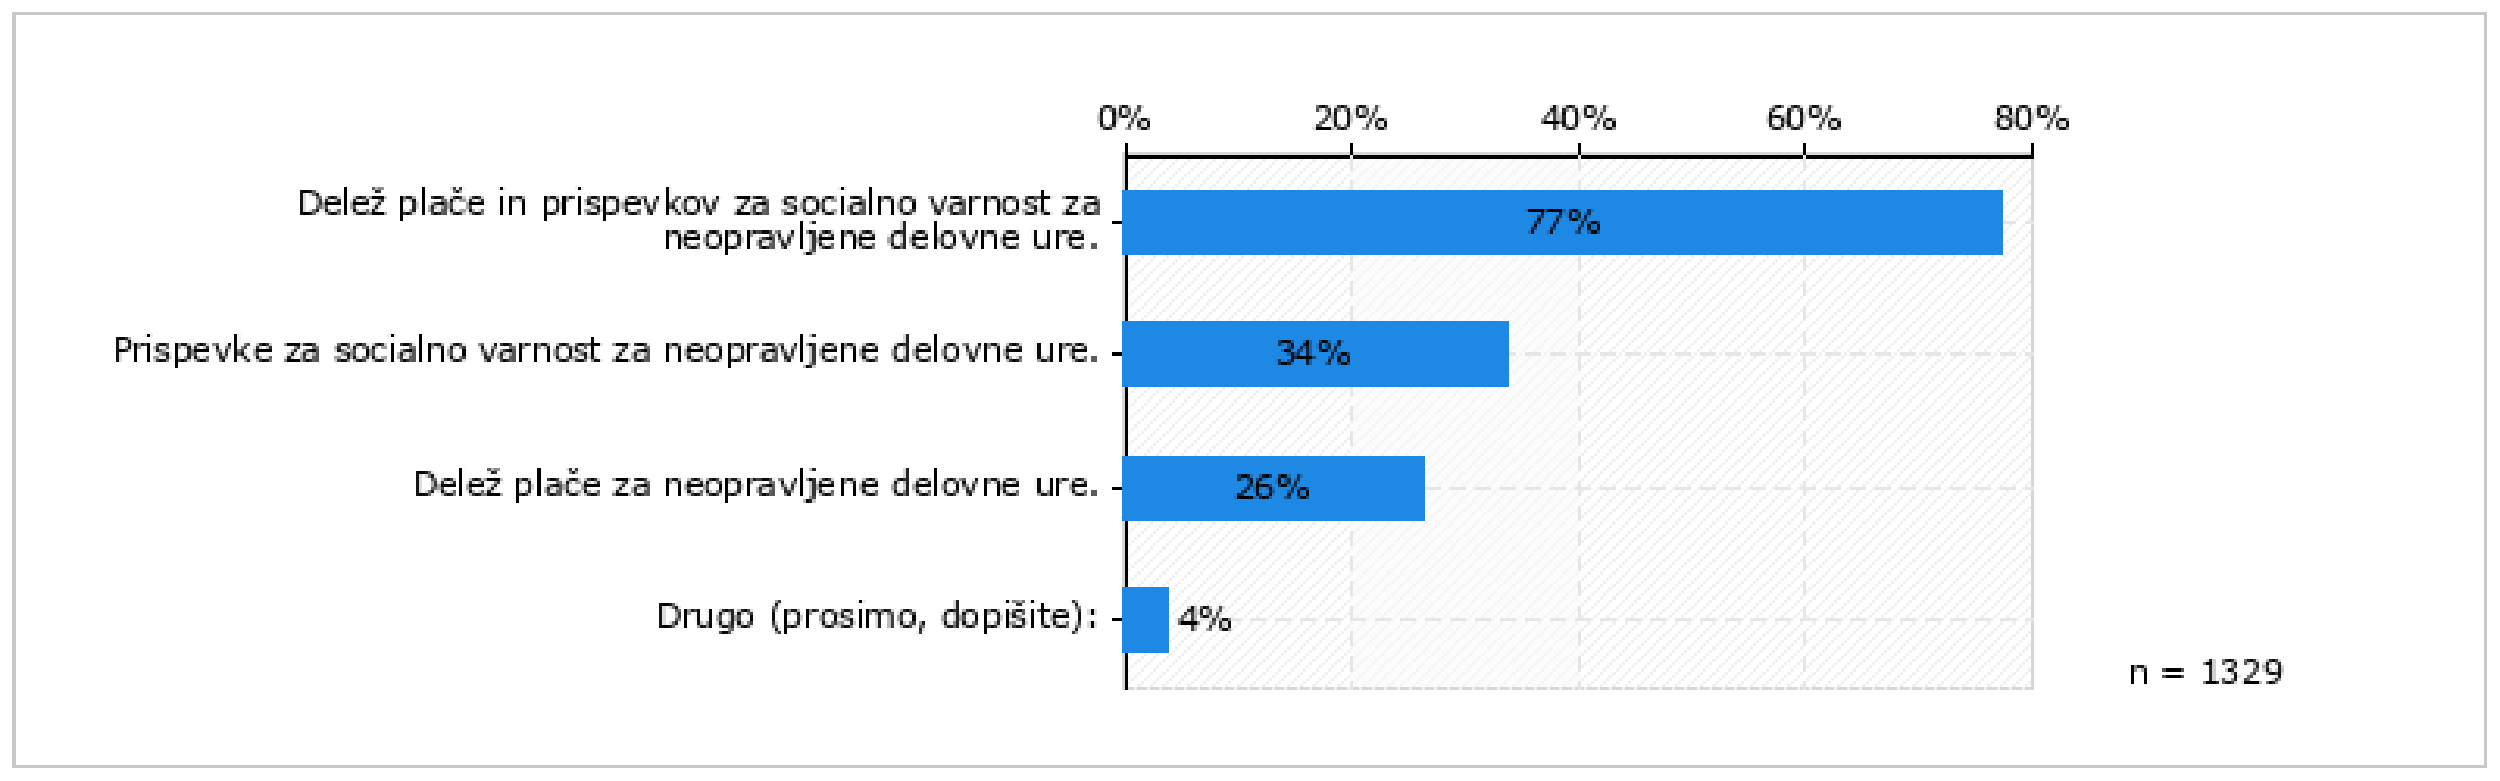 0% 20% 40% 60% 80%
Delež plače in prispevkov za socialno varnost za
neopravljene delovne ure.
77%
Prispevke za socialno varnost za neopravljene delovne ure.
34%
Delež plače za neopravljene delovne ure.
26%
Drugo (prosimo, dopišite):
4%
n = 1329